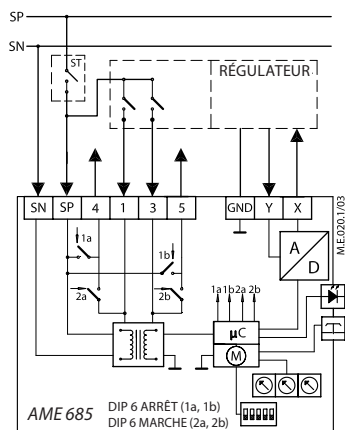 SP
SN
ST
RÉGULATEUR
SN SP 4 1 3 5 GND Y X
M.E.020.1/03
1a
1b
2a
2b
A
D
1a 1b 2a 2b
µC
M
AME 685
DIP 6 ARRÊT (1a, 1b)
DIP 6 MARCHE (2a, 2b)